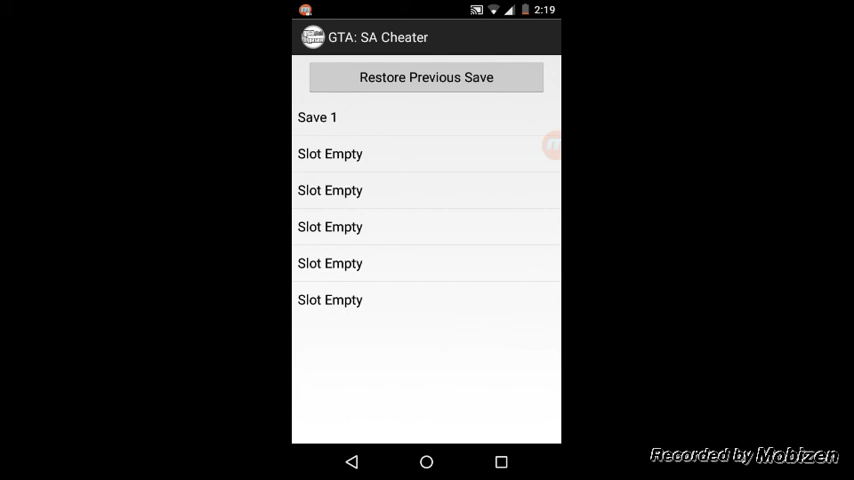 2:19
GTA: SA Cheater
Restore Previous Save
Save 1
Slot Empty
Slot Empty
Slot Empty
Slot Empty
Slot Empty
Recorded by Mobizen